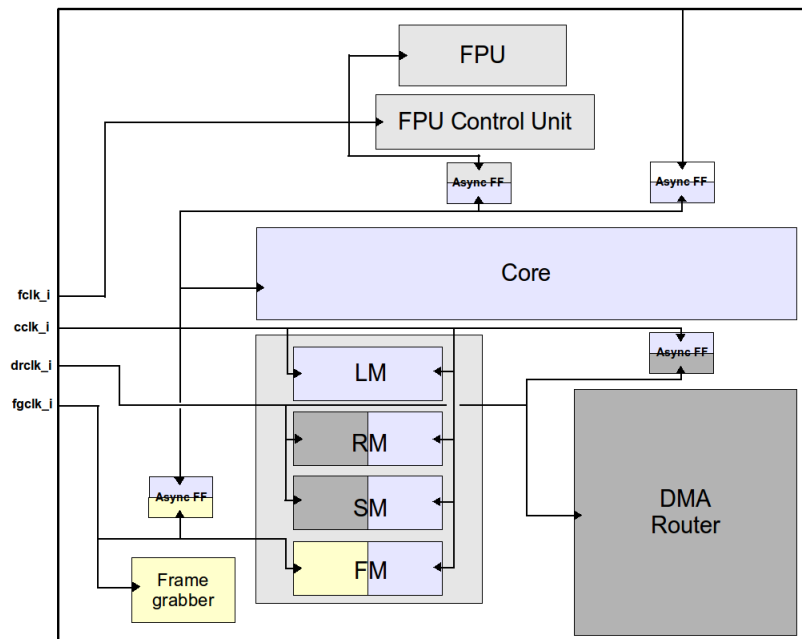 FPU
FPU Control Unit
Async FF
Async FF
Core
fclk_i
cclk_i
drclk_i
fgclk_i
Async FF
LM
RM
SM
FM
DMA
Router
Async FF
Frame
grabber